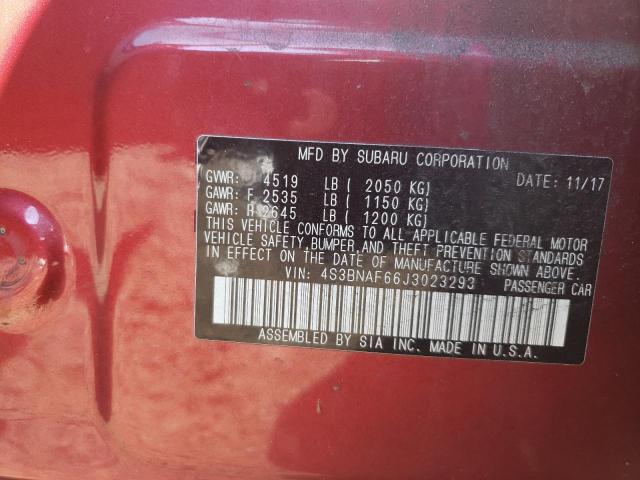 MFD BY SUBARU CORPORATION
GVWR: 4519 LB ( 2050 KG) DATE: 11/17
GAWR: F 2535 LB ( 1150 KG)
GAWR: R 2645 LB ( 1200 KG)
THIS VEHICLE CONFORMS TO ALL APPLICABLE FEDERAL MOTOR
VEHICLE SAFETY, BUMPER, AND THEFT PREVENTION STANDARDS
IN EFFECT ON THE DATE OF MANUFACTURE SHOWN ABOVE.
VIN: 4S3BNAF66J3023293 PASSENGER CAR
ASSEMBLED BY SIA INC. MADE IN U.S.A.